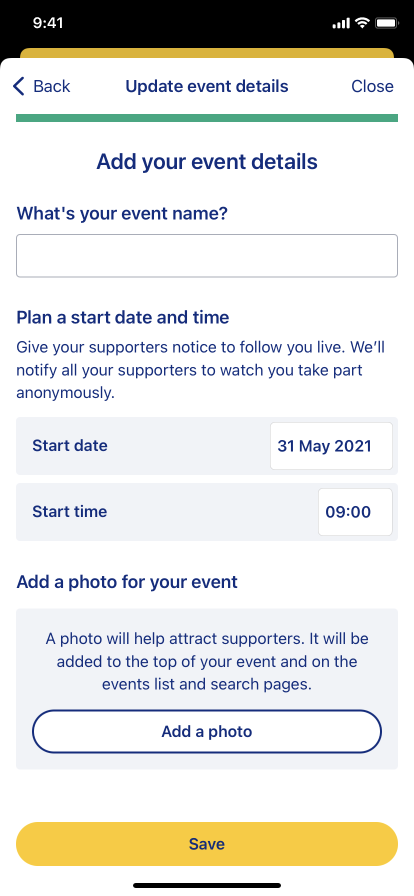 9:41
Back
Update event details
Close
Add your event details
What's your event name?
Plan a start date and time
Give your supporters notice to follow you live. We’ll
notify all your supporters to watch you take part
anonymously.
Start date
31 May 2021
Start time
09:00
Add a photo for your event
A photo will help attract supporters. It will be
added to the top of your event and on the
events list and search pages.
Add a photo
Save